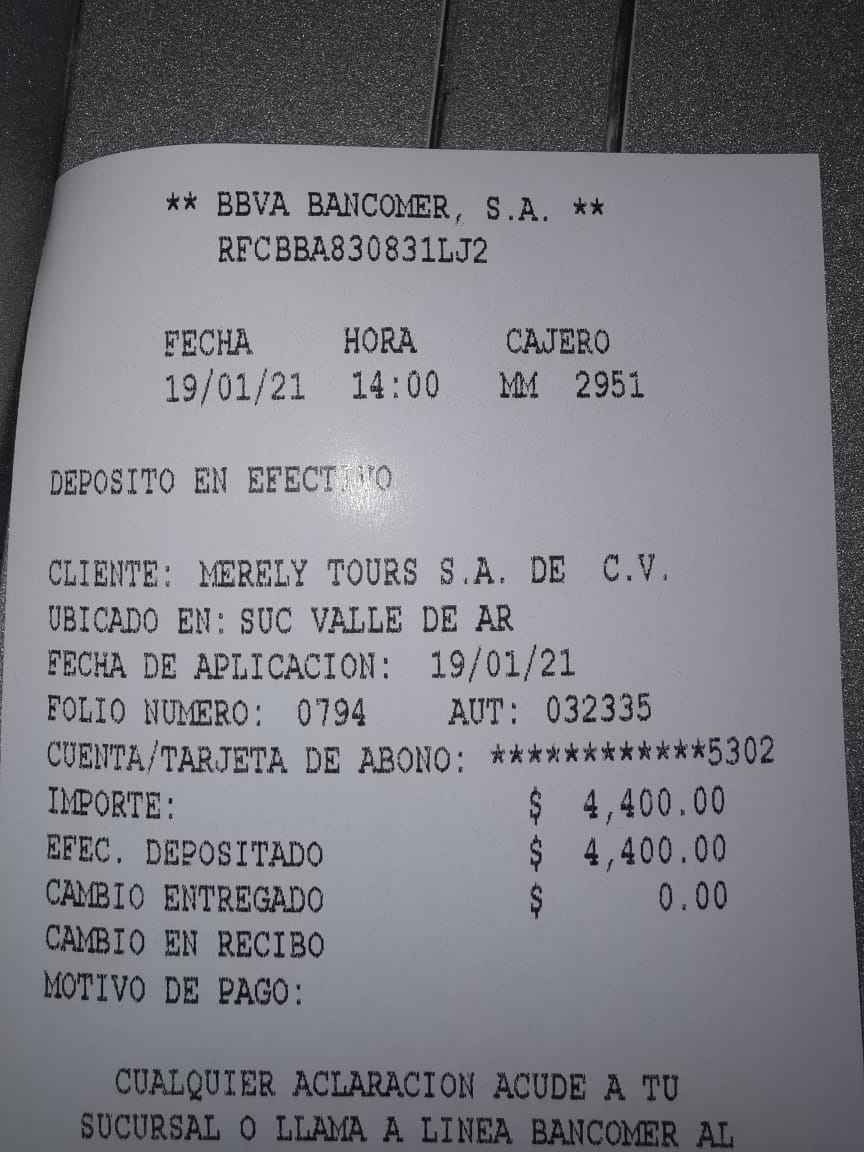 ** BBVA BANCOMER, S.A. **
RFCBBA830831LJ2
FECHA HORA CAJERO
19/01/21 14:00 MM 2951
DEPOSITO EN EFECTIVO
CLIENTE: MERELY TOURS S.A. DE C.V.
UBICADO EN: SUC VALLE DE AR
FECHA DE APLICACION: 19/01/21
FOLIO NUMERO: 0794 AUT: 032335
CUENTA/TARJETA DE ABONO: ************5302
IMPORTE: $ 4,400.00
EFEC. DEPOSITADO $ 4,400.00
CAMBIO ENTREGADO $ 0.00
CAMBIO EN RECIBO
MOTIVO DE PAGO:
CUALQUIER ACLARACION ACUDE A TU
SUCURSAL O LLAMA A LINEA BANCOMER AL